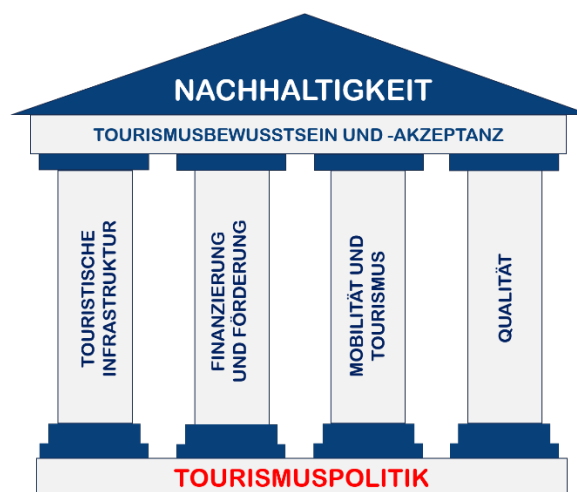 NACHHALTIGKEIT
TOURISMUSBEWUSSTSEIN UND -AKZEPTANZ
TOURISTISCHE
INFRASTRUKTUR
FINANZIERUNG
UND FÖRDERUNG
MOBILITÄT UND
TOURISMUS
QUALITÄT
TOURISMUSPOLITIK